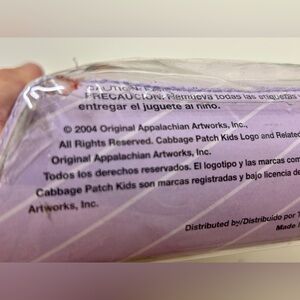 CAUTION:
PRECAUCIÓN: Remueva todas las etiquetas
entregar el juguete al niño.
© 2004 Original Appalachian Artworks, Inc.,
All Rights Reserved. Cabbage Patch Kids Logo and Related
Original Appalachian Artworks, Inc.
Todos los derechos reservados. El logotipo y las marcas com
Cabbage Patch Kids son marcas registradas y bajo licencia de
Artworks, Inc.
Distributed by/Distribuido por
Made